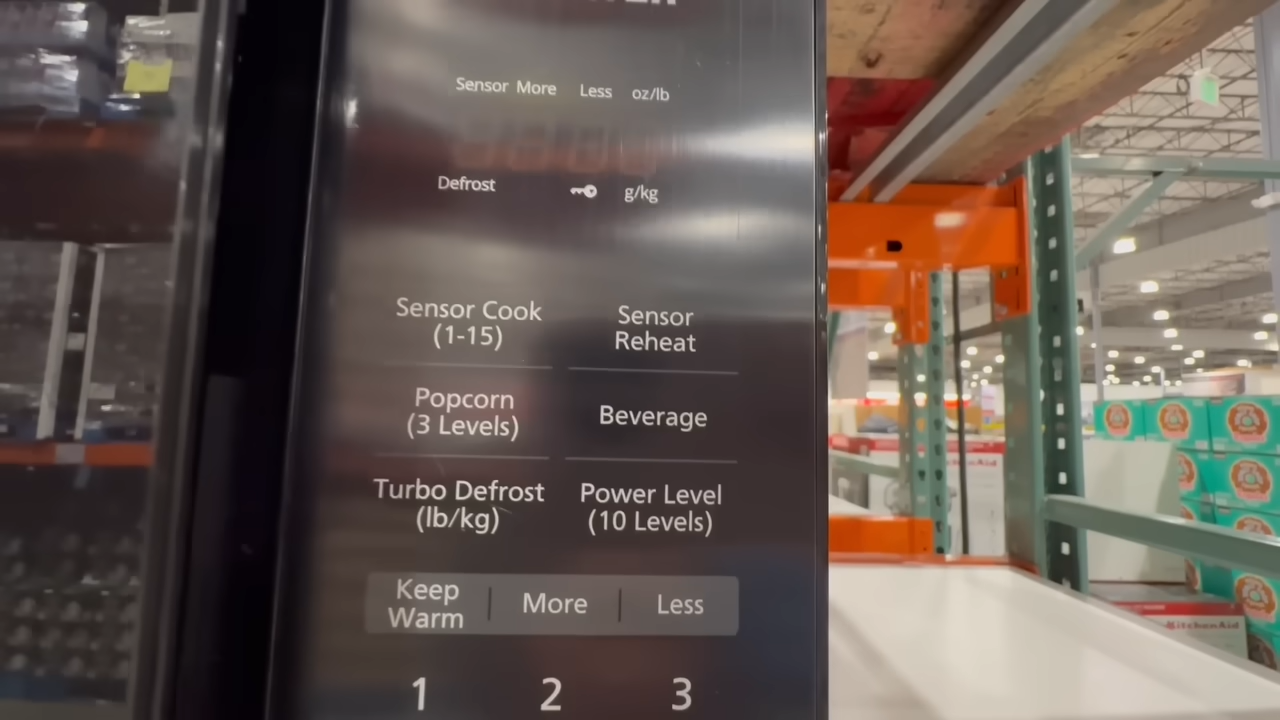 Sensor More Less oz/lb
Defrost g/kg
Sensor Cook
(1-15)
Sensor
Reheat
Popcorn
(3 Levels)
Beverage
Turbo Defrost
(lb/kg)
Power Level
(10 Levels)
Keep
Warm
More
Less
1 2 3
KitchenAid